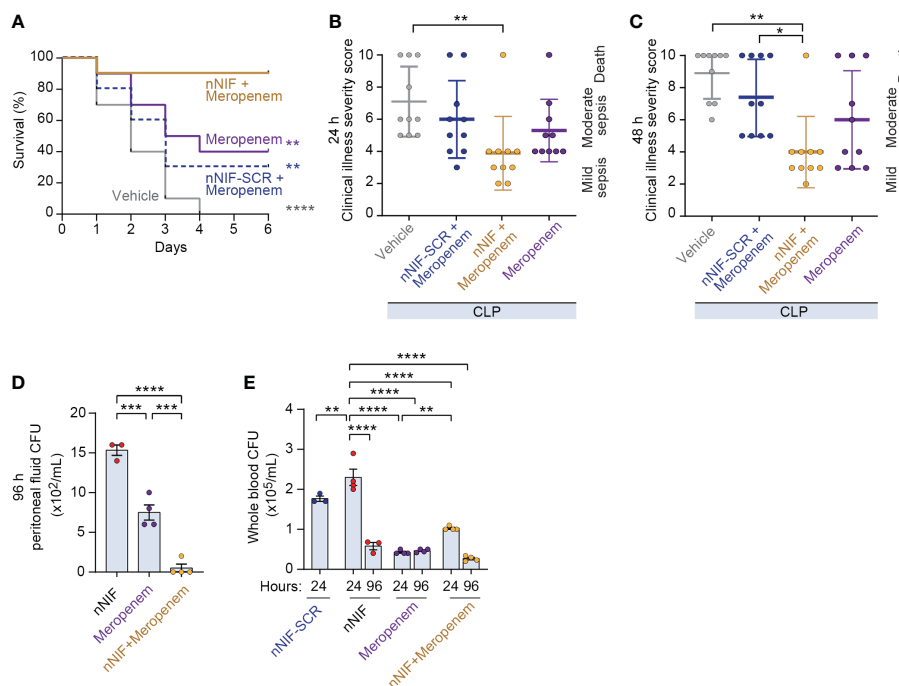 A
Survival (%)
100
80
60
40
20
0
nNIF +
Meropenem
Meropenem
**
**
nNIF-SCR +
Meropenem
Vehicle
****
0 1 2 3 4 5 6
Days
B
24 h
Clinical illness severity score
10
8
6
4
2
0
**
Death
Moderate
sepsis
Mild
sepsis
Vehicle
nNIF-SCR +
Meropenem
nNIF +
Meropenem
Meropenem
CLP
C
48 h
Clinical illness severity score
10
8
6
4
2
0
**
*
Moderate
Mild
Vehicle
nNIF-SCR +
Meropenem
nNIF +
Meropenem
Meropenem
CLP
D
96 h
peritoneal fluid CFU
(x10²/mL)
20
15
10
5
0
****
*** ***
nNIF
Meropenem
nNIF+Meropenem
E
Whole blood CFU
(x10⁵/mL)
4
3
2
1
0
****
****
****
** **** **
****
Hours: 24 24 96 24 96 24 96
nNIF-SCR
nNIF
Meropenem
nNIF+Meropenem